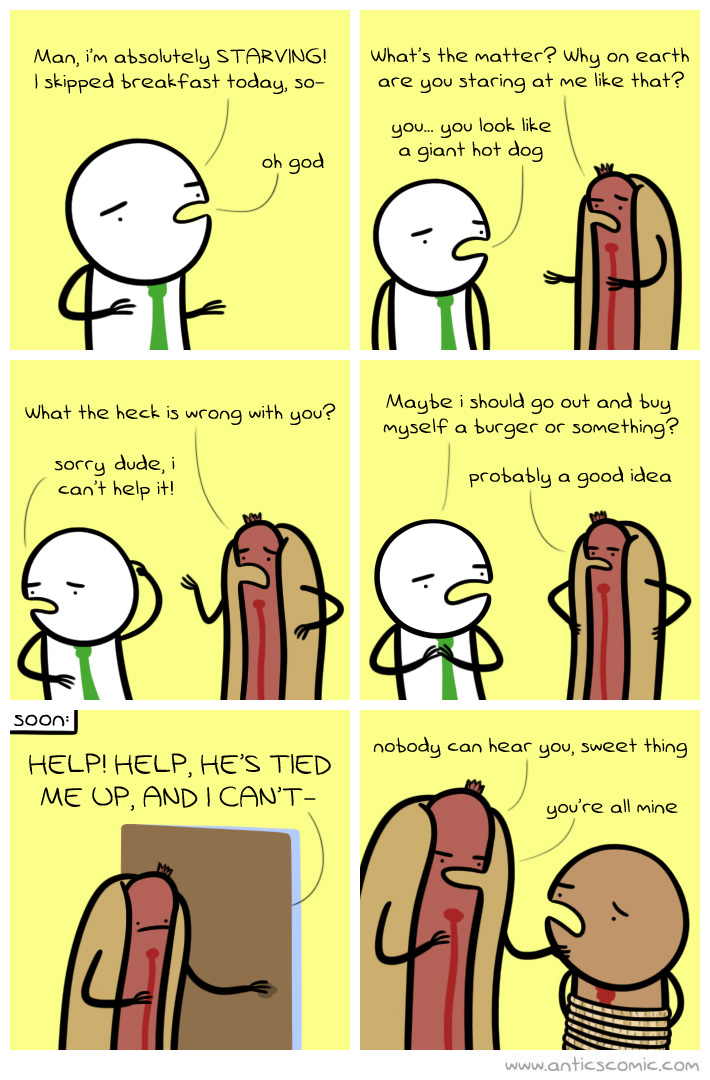 Man, i'm absolutely STARVING!
I skipped breakfast today, so-
oh god
What's the matter? Why on earth
are you staring at me like that?
you... you look like
a giant hot dog
What the heck is wrong with you?
sorry dude, i
can't help it!
Maybe i should go out and buy
myself a burger or something?
probably a good idea
soon:
HELP! HELP, HE'S TIED
ME UP, AND I CAN'T-
nobody can hear you, sweet thing
you're all mine
www.anticscomic.com